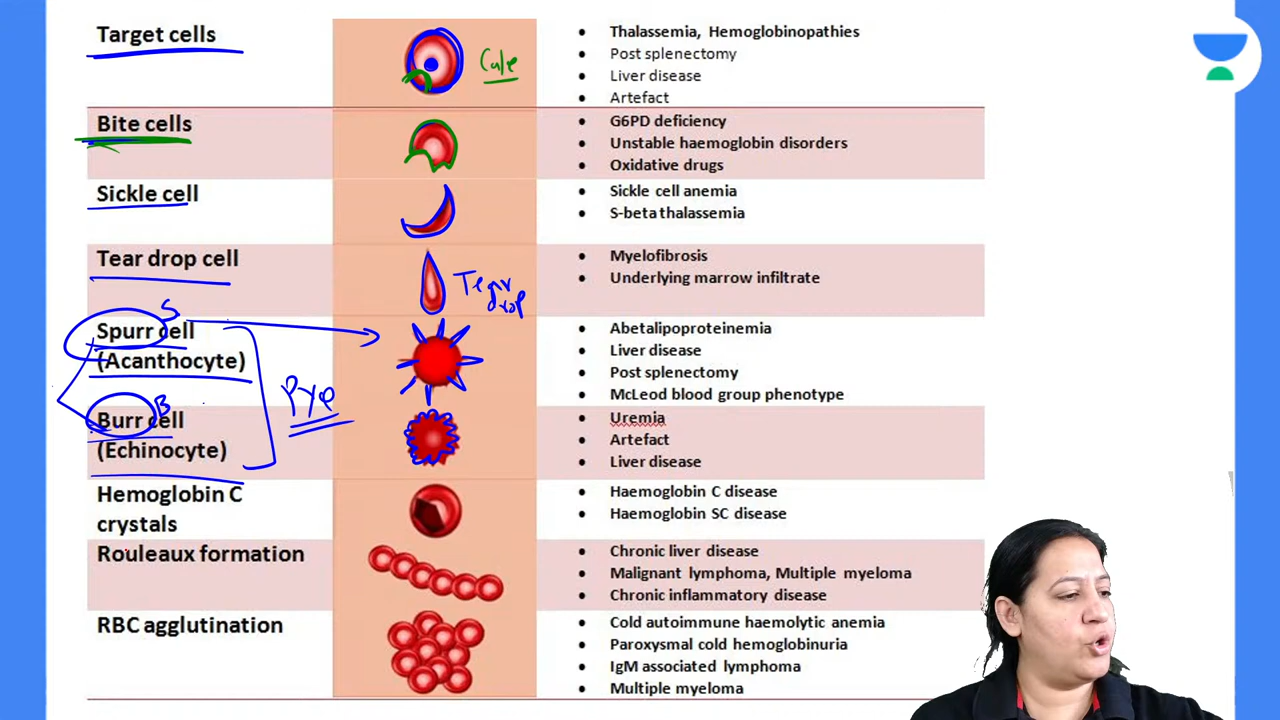 Target cells
Cake
Thalassemia, Hemoglobinopathies
Post splenectomy
Liver disease
Artefact
Bite cells
G6PD deficiency
Unstable haemoglobin disorders
Oxidative drugs
Sickle cell
Sickle cell anemia
S-beta thalassemia
Tear drop cell
Tear
drop
Myelofibrosis
Underlying marrow infiltrate
S
Spurr cell
(Acanthocyte)
Abetalipoproteinemia
Liver disease
Post splenectomy
McLeod blood group phenotype
B
Burr cell
(Echinocyte)
Uremia
Artefact
Liver disease
Hemoglobin C
crystals
Haemoglobin C disease
Haemoglobin SC disease
Rouleaux formation
Chronic liver disease
Malignant lymphoma, Multiple myeloma
Chronic inflammatory disease
RBC agglutination
Cold autoimmune haemolytic anemia
Paroxysmal cold hemoglobinuria
IgM associated lymphoma
Multiple myeloma